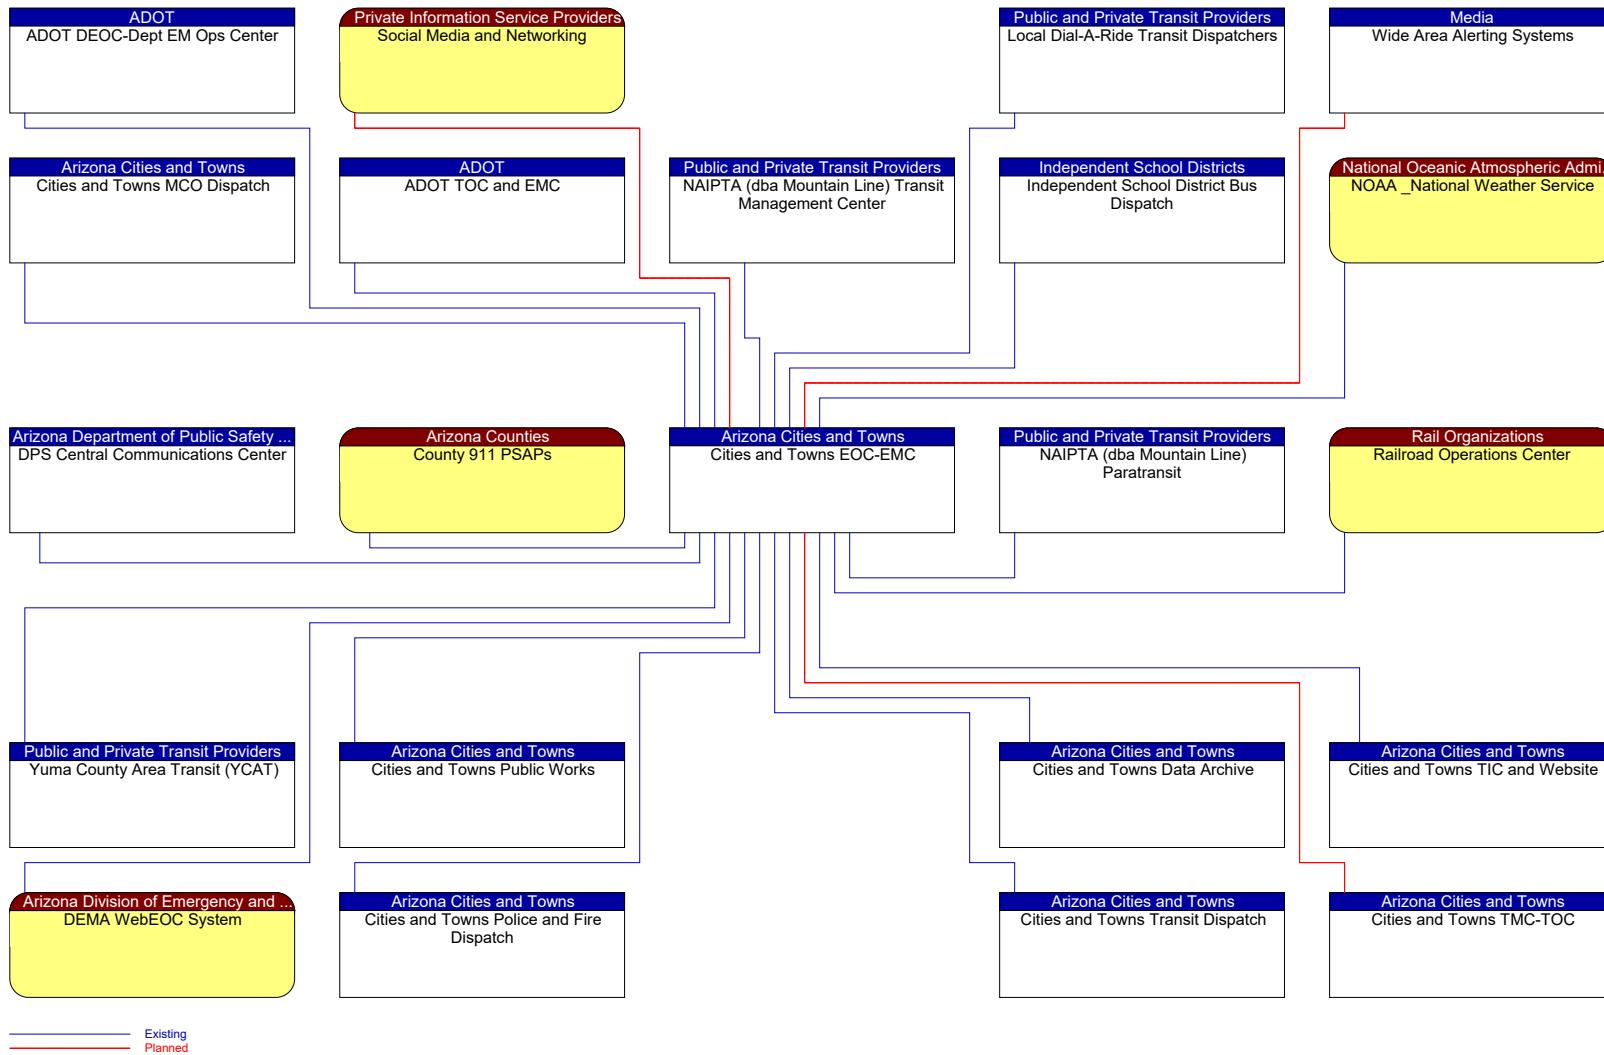 ADOT
ADOT DEOC-Dept EM Ops Center
Private Information Service Providers
Social Media and Networking
Public and Private Transit Providers
Local Dial-A-Ride Transit Dispatchers
Media
Wide Area Alerting Systems
Arizona Cities and Towns
Cities and Towns MCO Dispatch
ADOT
ADOT TOC and EMC
Public and Private Transit Providers
NAIPTA (dba Mountain Line) Transit
Management Center
Independent School Districts
Independent School District Bus
Dispatch
National Oceanic Atmospheric Admi.
NOAA _National Weather Service
Arizona Department of Public Safety ...
DPS Central Communications Center
Arizona Counties
County 911 PSAPs
Arizona Cities and Towns
Cities and Towns EOC-EMC
Public and Private Transit Providers
NAIPTA (dba Mountain Line)
Paratransit
Rail Organizations
Railroad Operations Center
Public and Private Transit Providers
Yuma County Area Transit (YCAT)
Arizona Cities and Towns
Cities and Towns Public Works
Arizona Cities and Towns
Cities and Towns Data Archive
Arizona Cities and Towns
Cities and Towns TIC and Website
Arizona Division of Emergency and ...
DEMA WebEOC System
Arizona Cities and Towns
Cities and Towns Police and Fire
Dispatch
Arizona Cities and Towns
Cities and Towns Transit Dispatch
Arizona Cities and Towns
Cities and Towns TMC-TOC
Existing
Planned